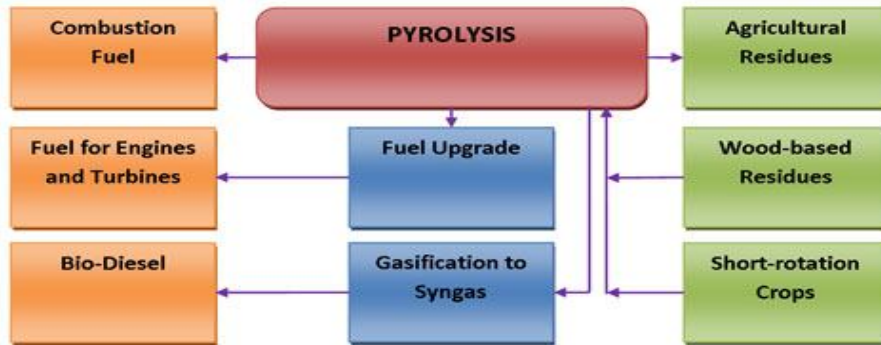 Combustion
Fuel
PYROLYSIS
Agricultural
Residues
Fuel for Engines
and Turbines
Fuel Upgrade
Wood-based
Residues
Bio-Diesel
Gasification to
Syngas
Short-rotation
Crops